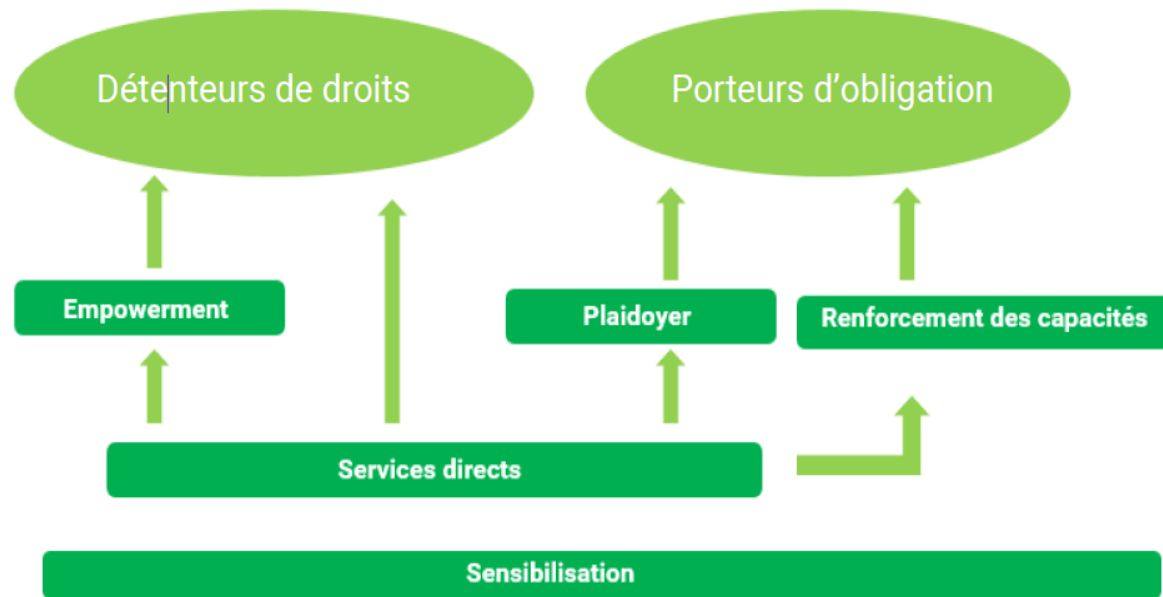 Détenteurs de droits
Porteurs d'obligation
Empowerment
Plaidoyer
Renforcement des capacités
Services directs
Sensibilisation